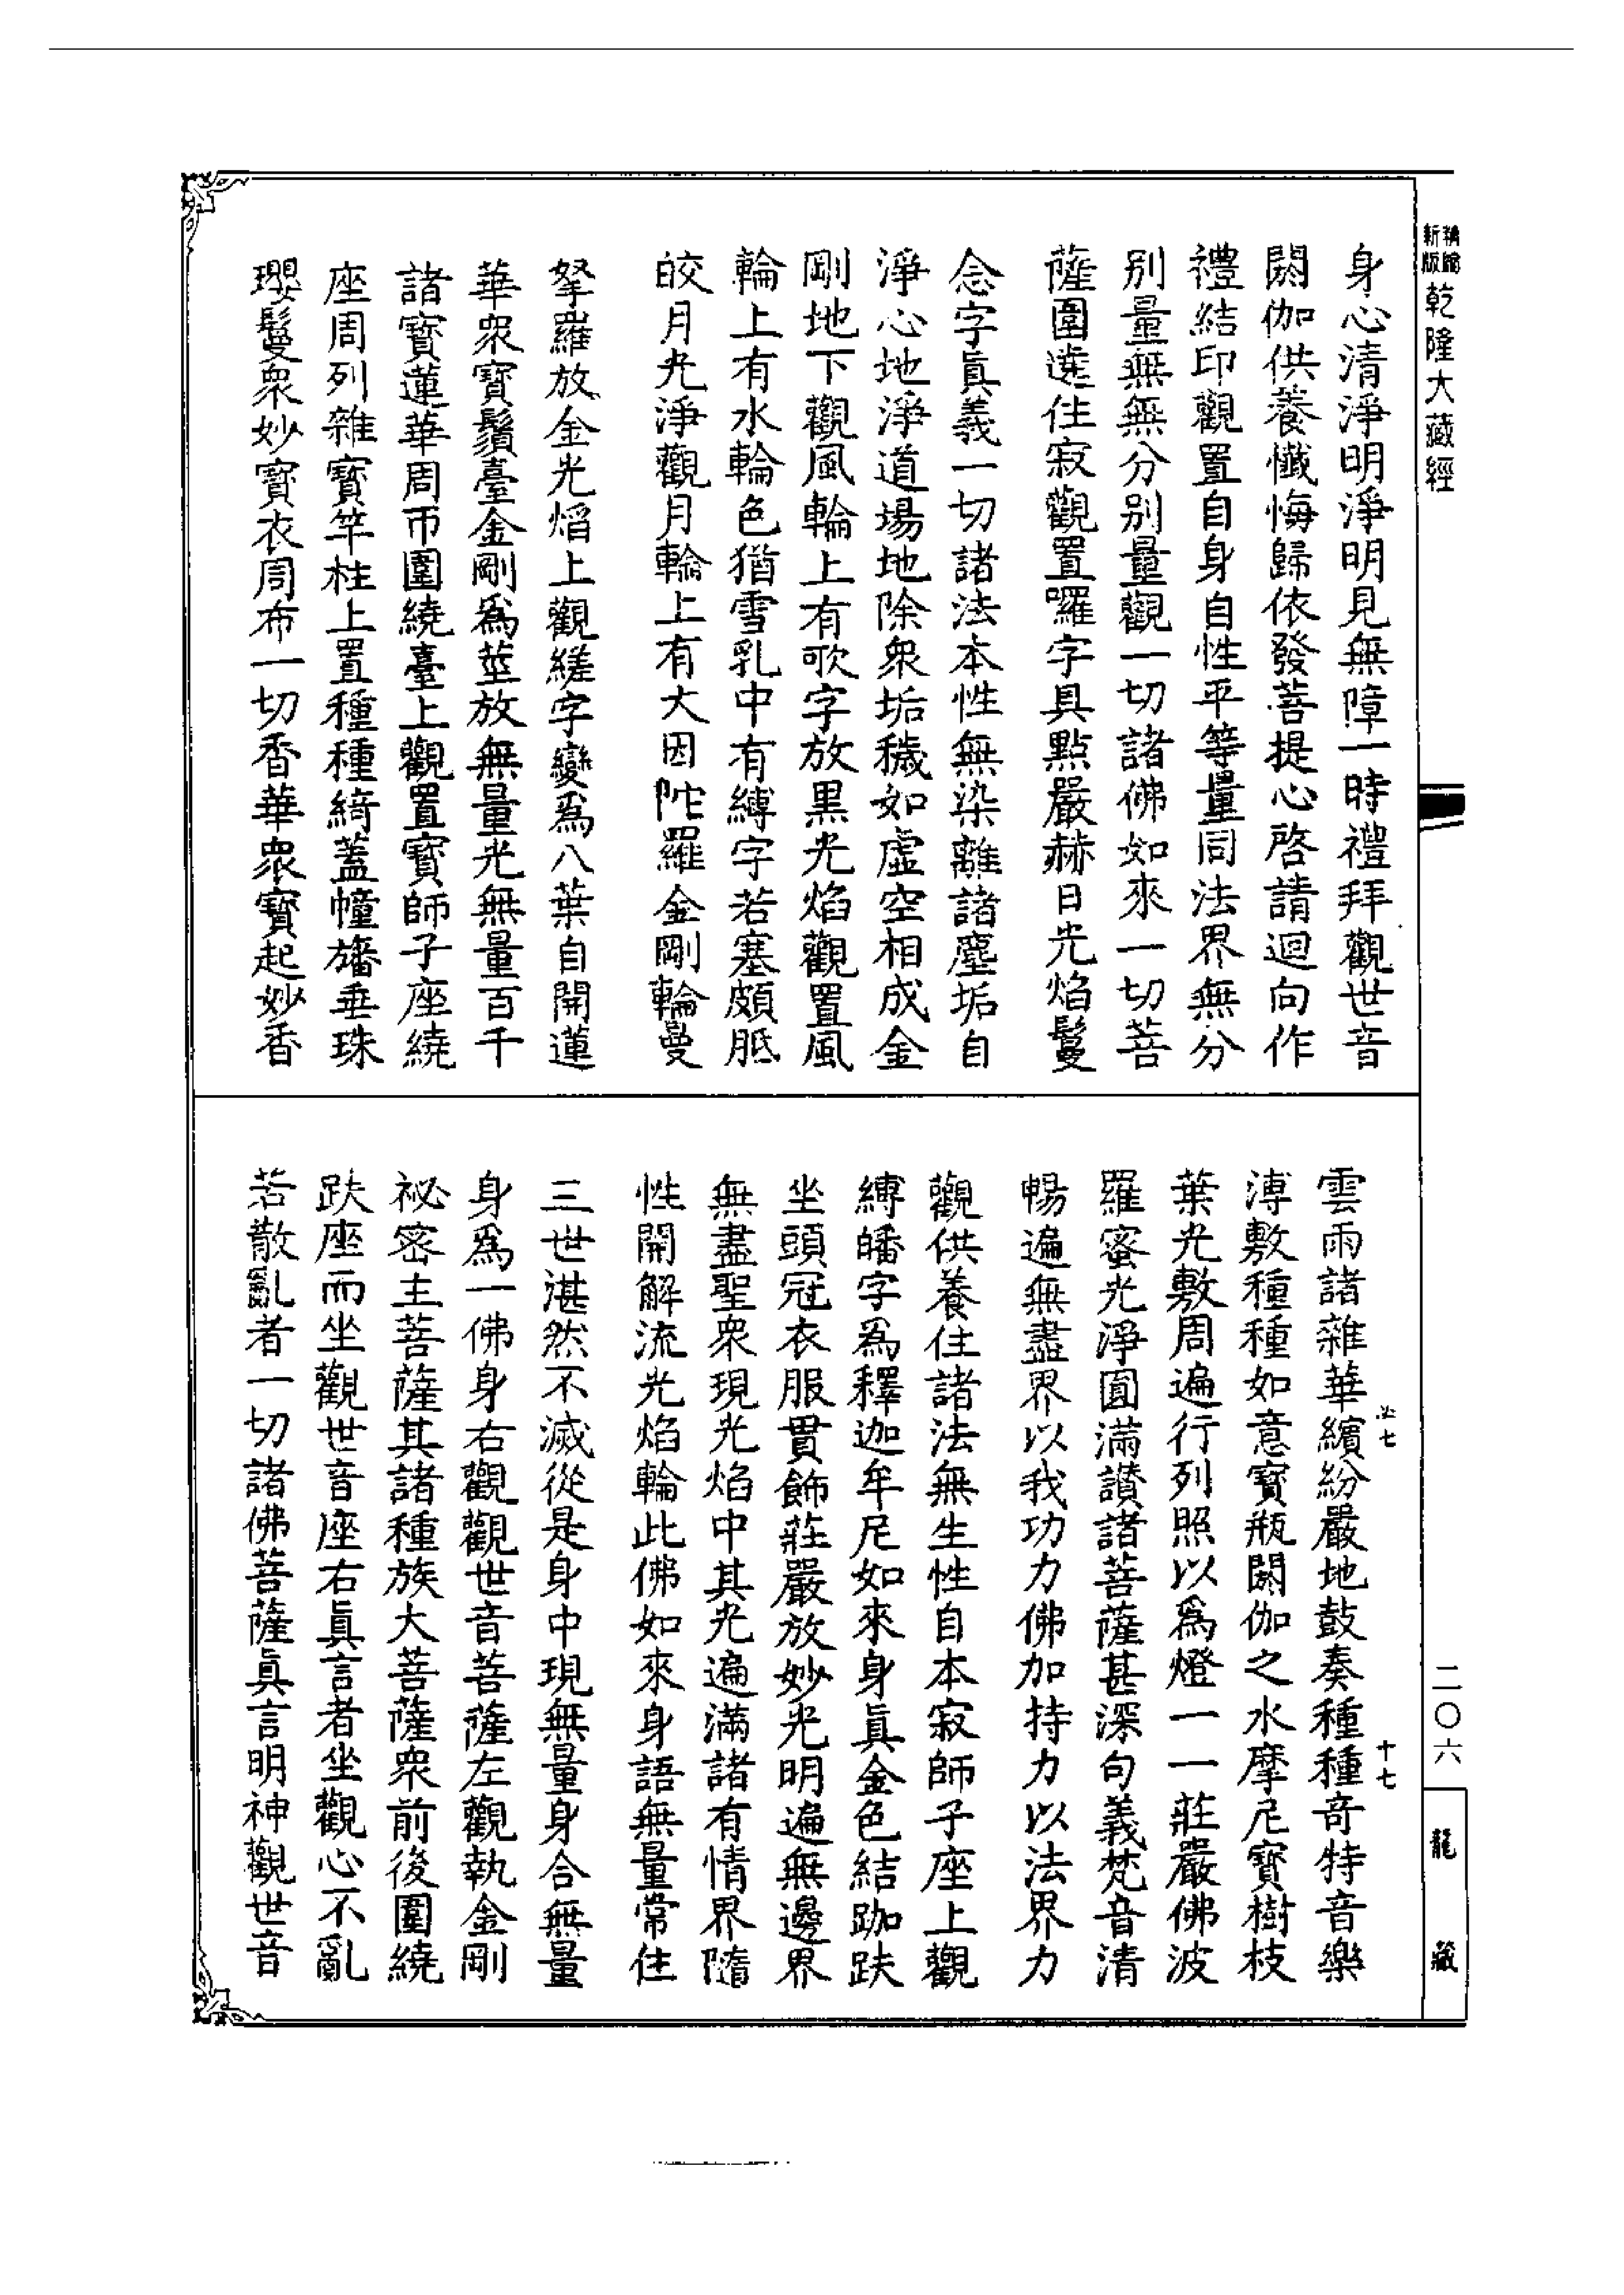 新版精縮乾隆大藏經
身心清淨明淨明見無障一時禮拜觀世音
閼伽供養懺悔歸依發菩提心啓請迴向作
禮結印觀置自身自性平等量同法界無分
别量無無分别量觀一切諸佛如來一切菩
薩圍遶住寂觀置囉字具點嚴赫日光焰鬘
念字真義一切諸法本性無染離諸塵垢自
淨心地淨道場地除衆垢穢如虛空相成金
剛地下觀風輪上有歌字放黑光焰觀置風
輪上有水輪色猶雪乳中有縛字若塞頗胝
皎月光淨觀月輪上有大因陀羅金剛輪曼
拏羅放金光焰上觀縒字變爲八葉自開蓮
華衆寶鬚臺金剛爲莖放無量光無量百千
諸寶蓮華周帀圍繞臺上觀置寶師子座繞
座周列雜寶竿柱上置種種綺蓋幢旛垂珠
瓔鬘衆妙寶衣周布一切香華衆寶起妙香
雲雨諸雜華繽紛嚴地鼓奏種種奇特音樂
溥敷種種如意寶瓶閼伽之水摩尼寶樹枝
葉光敷周遍行列照以爲燈一一莊嚴佛波
羅蜜光淨圓滿讚諸菩薩甚深句義梵音清
暢遍無盡界以我功力佛加持力以法界力
觀供養住諸法無生性自本寂師子座上觀
縛皤字爲釋迦牟尼如來身真金色結跏趺
坐頭冠衣服貫飾莊嚴放妙光明遍無邊界
無盡聖衆現光焰中其光遍滿諸有情界隨
性開解流光焰輪此佛如來身語無量常住
三世湛然不滅從是身中現無量身合無量
身爲一佛身右觀觀世音菩薩左觀執金剛
祕密主菩薩其諸種族大菩薩衆前後圍繞
趺座而坐觀世音座右真言者坐觀心不亂
若散亂者一切諸佛菩薩真言明神觀世音
必七
十七
二〇六
龍藏